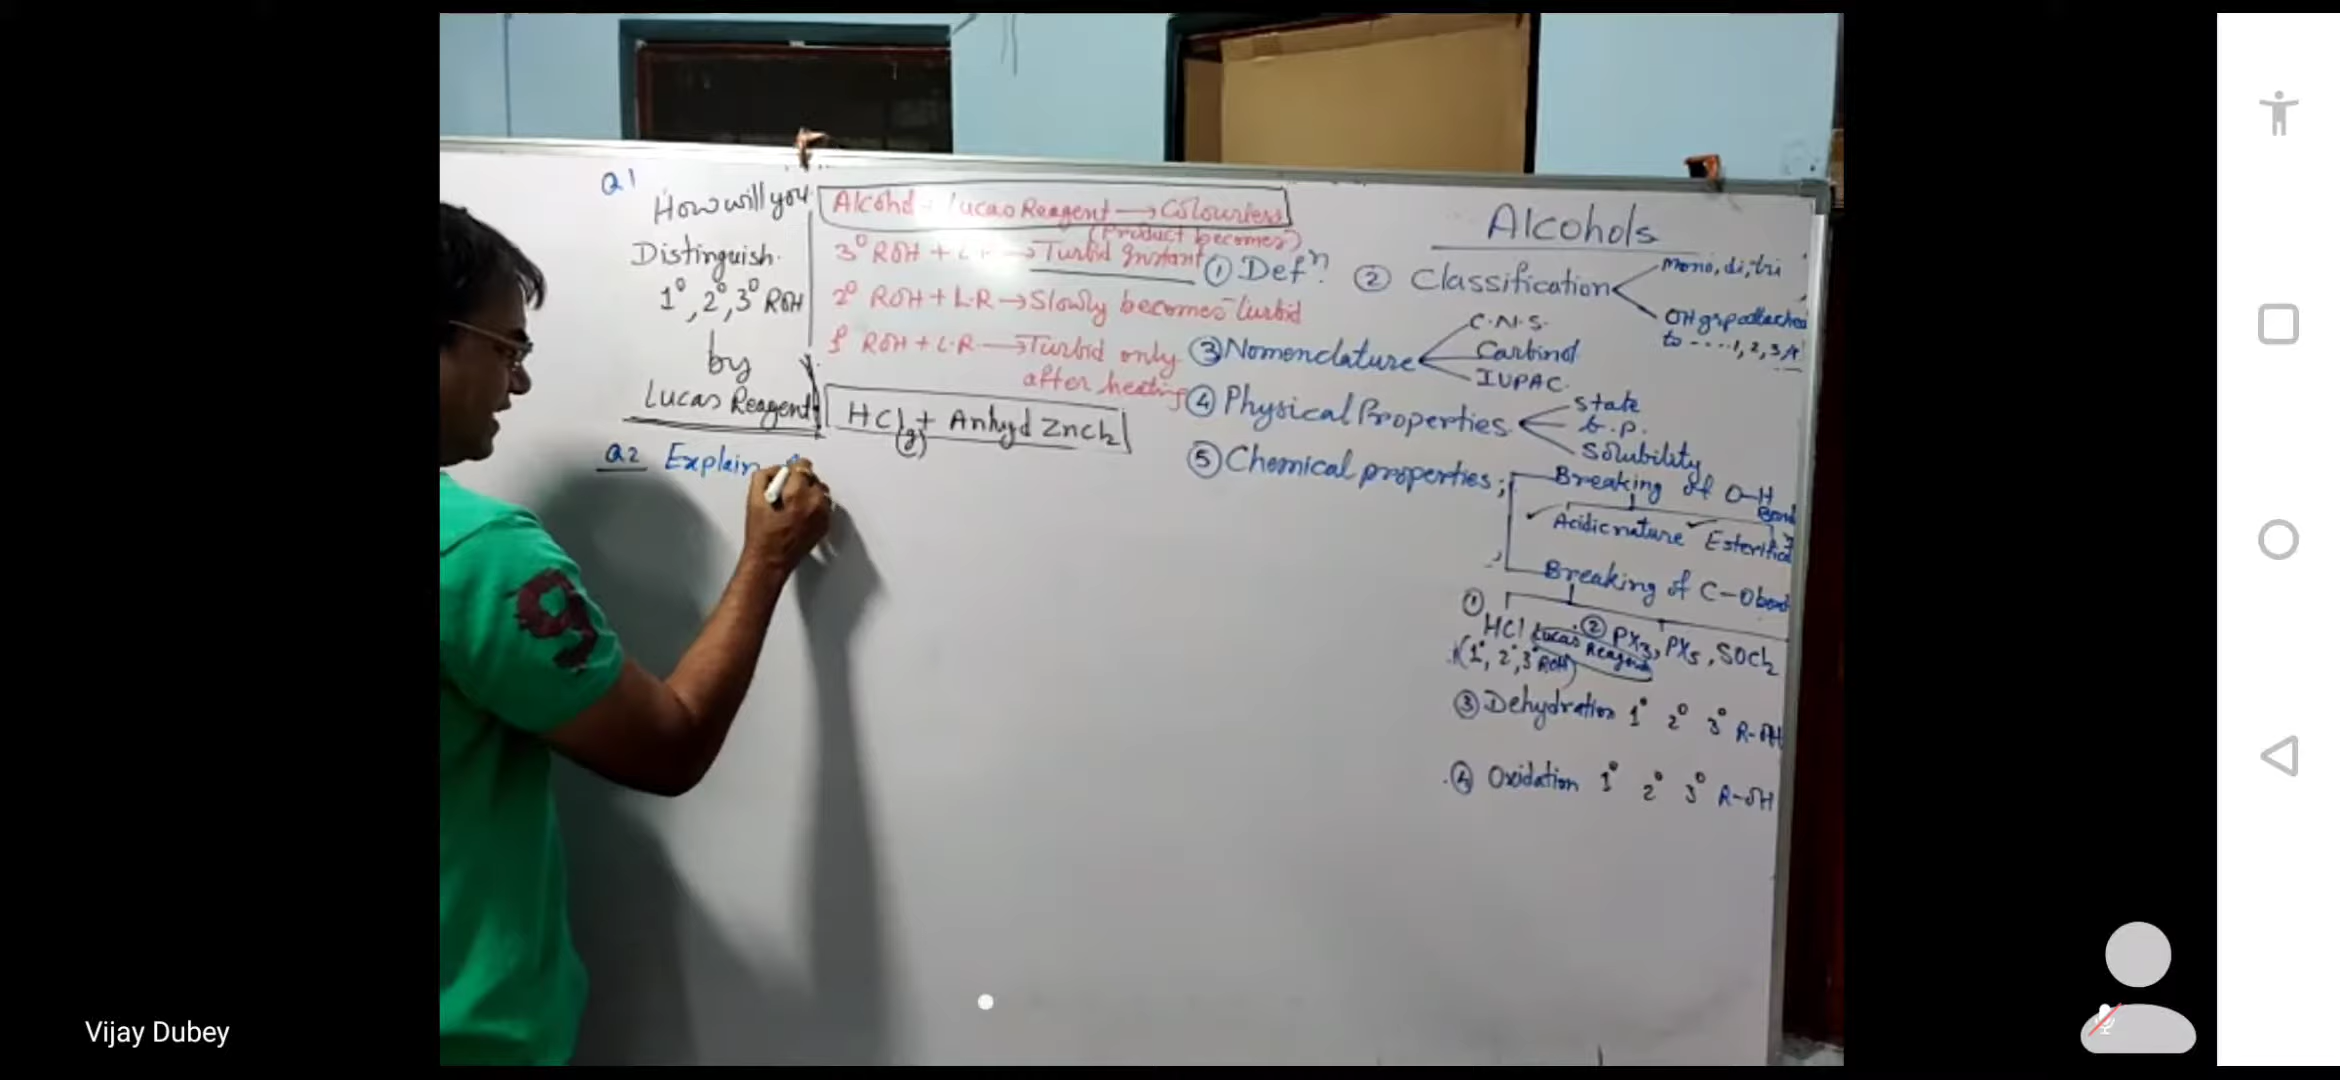 Q1
How will you
Distinguish.
1°, 2°, 3° ROH
by
Lucas Reagent
Alcohol + Lucas Reagent → Colourless
(Product becomes)
3° ROH + L.R → Turbid Instant
2° ROH + L.R → Slowly becomes turbid
1° ROH + L.R → Turbid only
after heating
HCl(g) + Anhyd ZnCl2
Q2 Explain
Alcohols
① Defⁿ.
② Classification
mono, di, tri
OH grp attached
to ....1, 2, 3
③ Nomenclature
C.N.S.
Carbinol
IUPAC.
④ Physical Properties
state
b.p.
Solubility
⑤ Chemical properties;
Breaking of O-H
Bond
✓ Acidic nature ✓
Breaking of C-O bond
① HCl Lucas Reagent
(1°, 2°, 3° ROH)
② PX3, PX5, SOCl2
③ Dehydration 1° 2° 3° R-OH
④ Oxidation 1° 2° 3° R-OH
9
Vijay Dubey